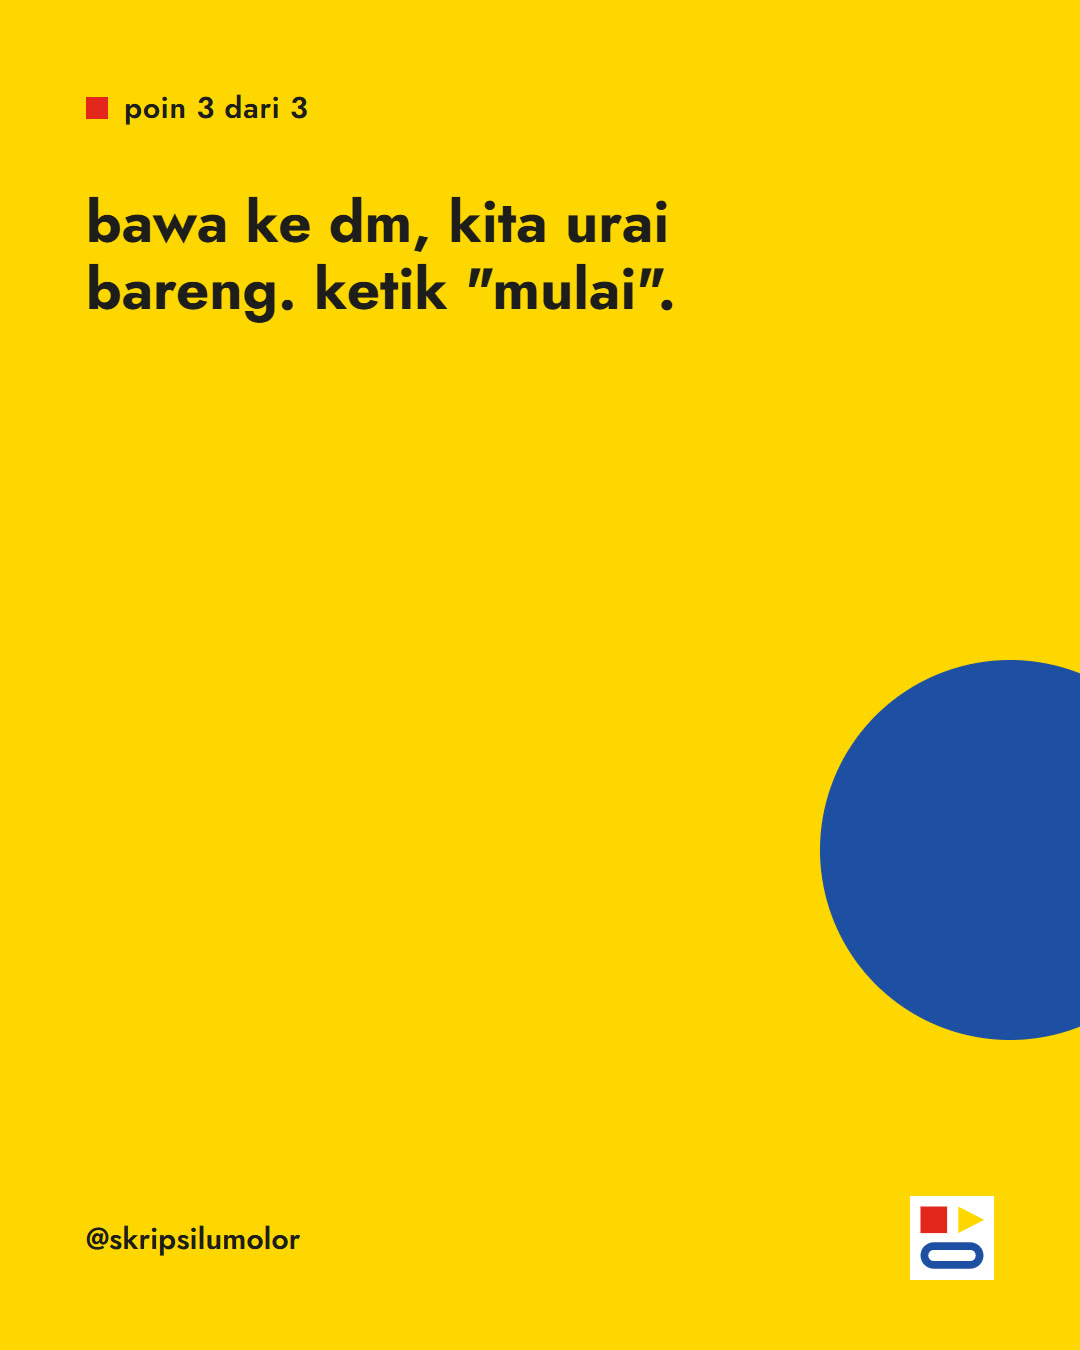 poin 3 dari 3
bawa ke dm, kita urai
bareng. ketik "mulai".
@skripsilumolor